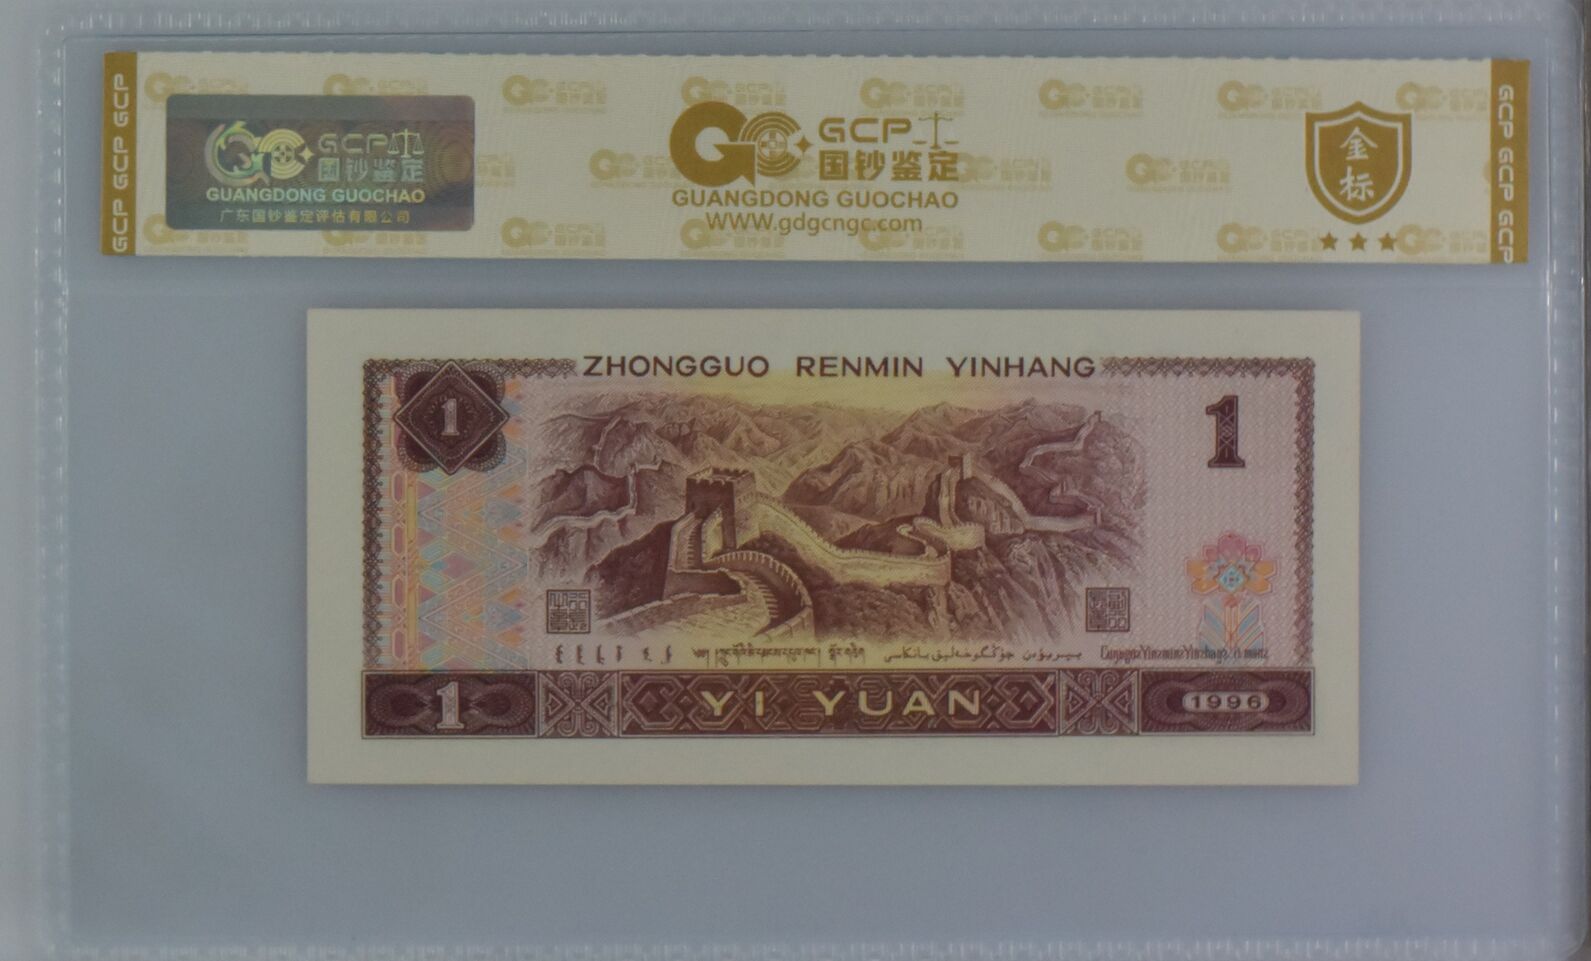 GCP GCP GCP
GCP
国钞鉴定
GUANGDONG GUOCHAO
广东国钞鉴定评估有限公司
GCP
国钞鉴定
GUANGDONG GUOCHAO
WWW.gdgcngc.com
金
标
GCP GCP GCP
ZHONGGUO RENMIN YINHANG
1
1
1
YI YUAN
1996